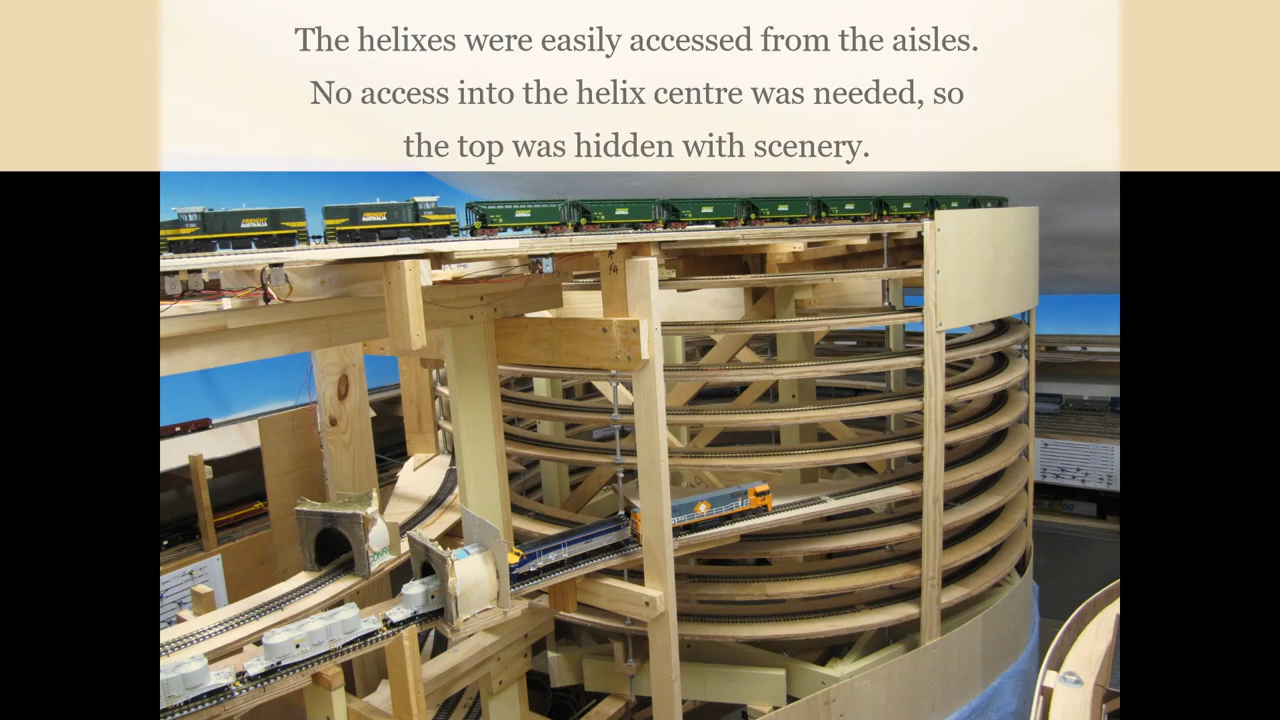 The helixes were easily accessed from the aisles.
No access into the helix centre was needed, so
the top was hidden with scenery.
FREIGHT
AUSTRALIA
FREIGHT
AUSTRALIA